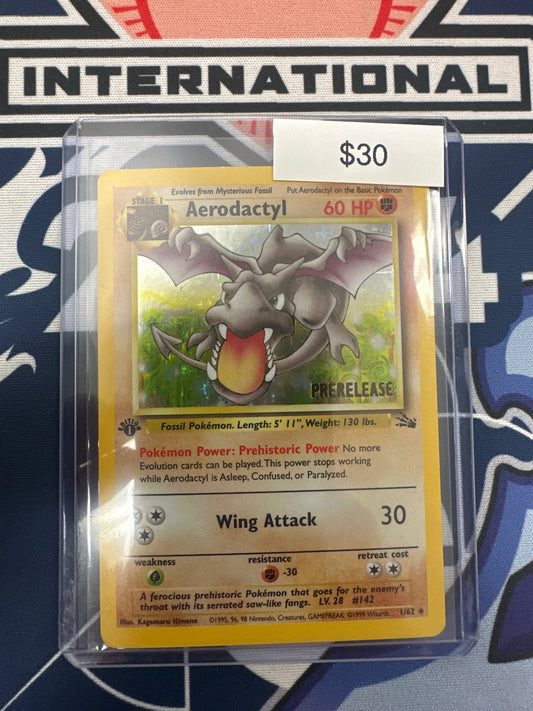 INTERNATIONAL
$30
Evolves from Mysterious Fossil Put Aerodactyl on the Basic Pokémon
STAGE 1
Aerodactyl 60 HP
PRERELEASE
EDITION
1
Fossil Pokémon. Length: 5' 11", Weight: 130 lbs.
Pokémon Power: Prehistoric Power No more
Evolution cards can be played. This power stops working
while Aerodactyl is Asleep, Confused, or Paralyzed.
Wing Attack 30
weakness resistance retreat cost
-30
A ferocious prehistoric Pokémon that goes for the enemy's
throat with its serrated saw-like fangs. LV. 28 #142
Illus. Kagemaru Himeno ©1995, 96, 98 Nintendo, Creatures, GAMEFREAK. ©1999 Wizards. 1/62 ★